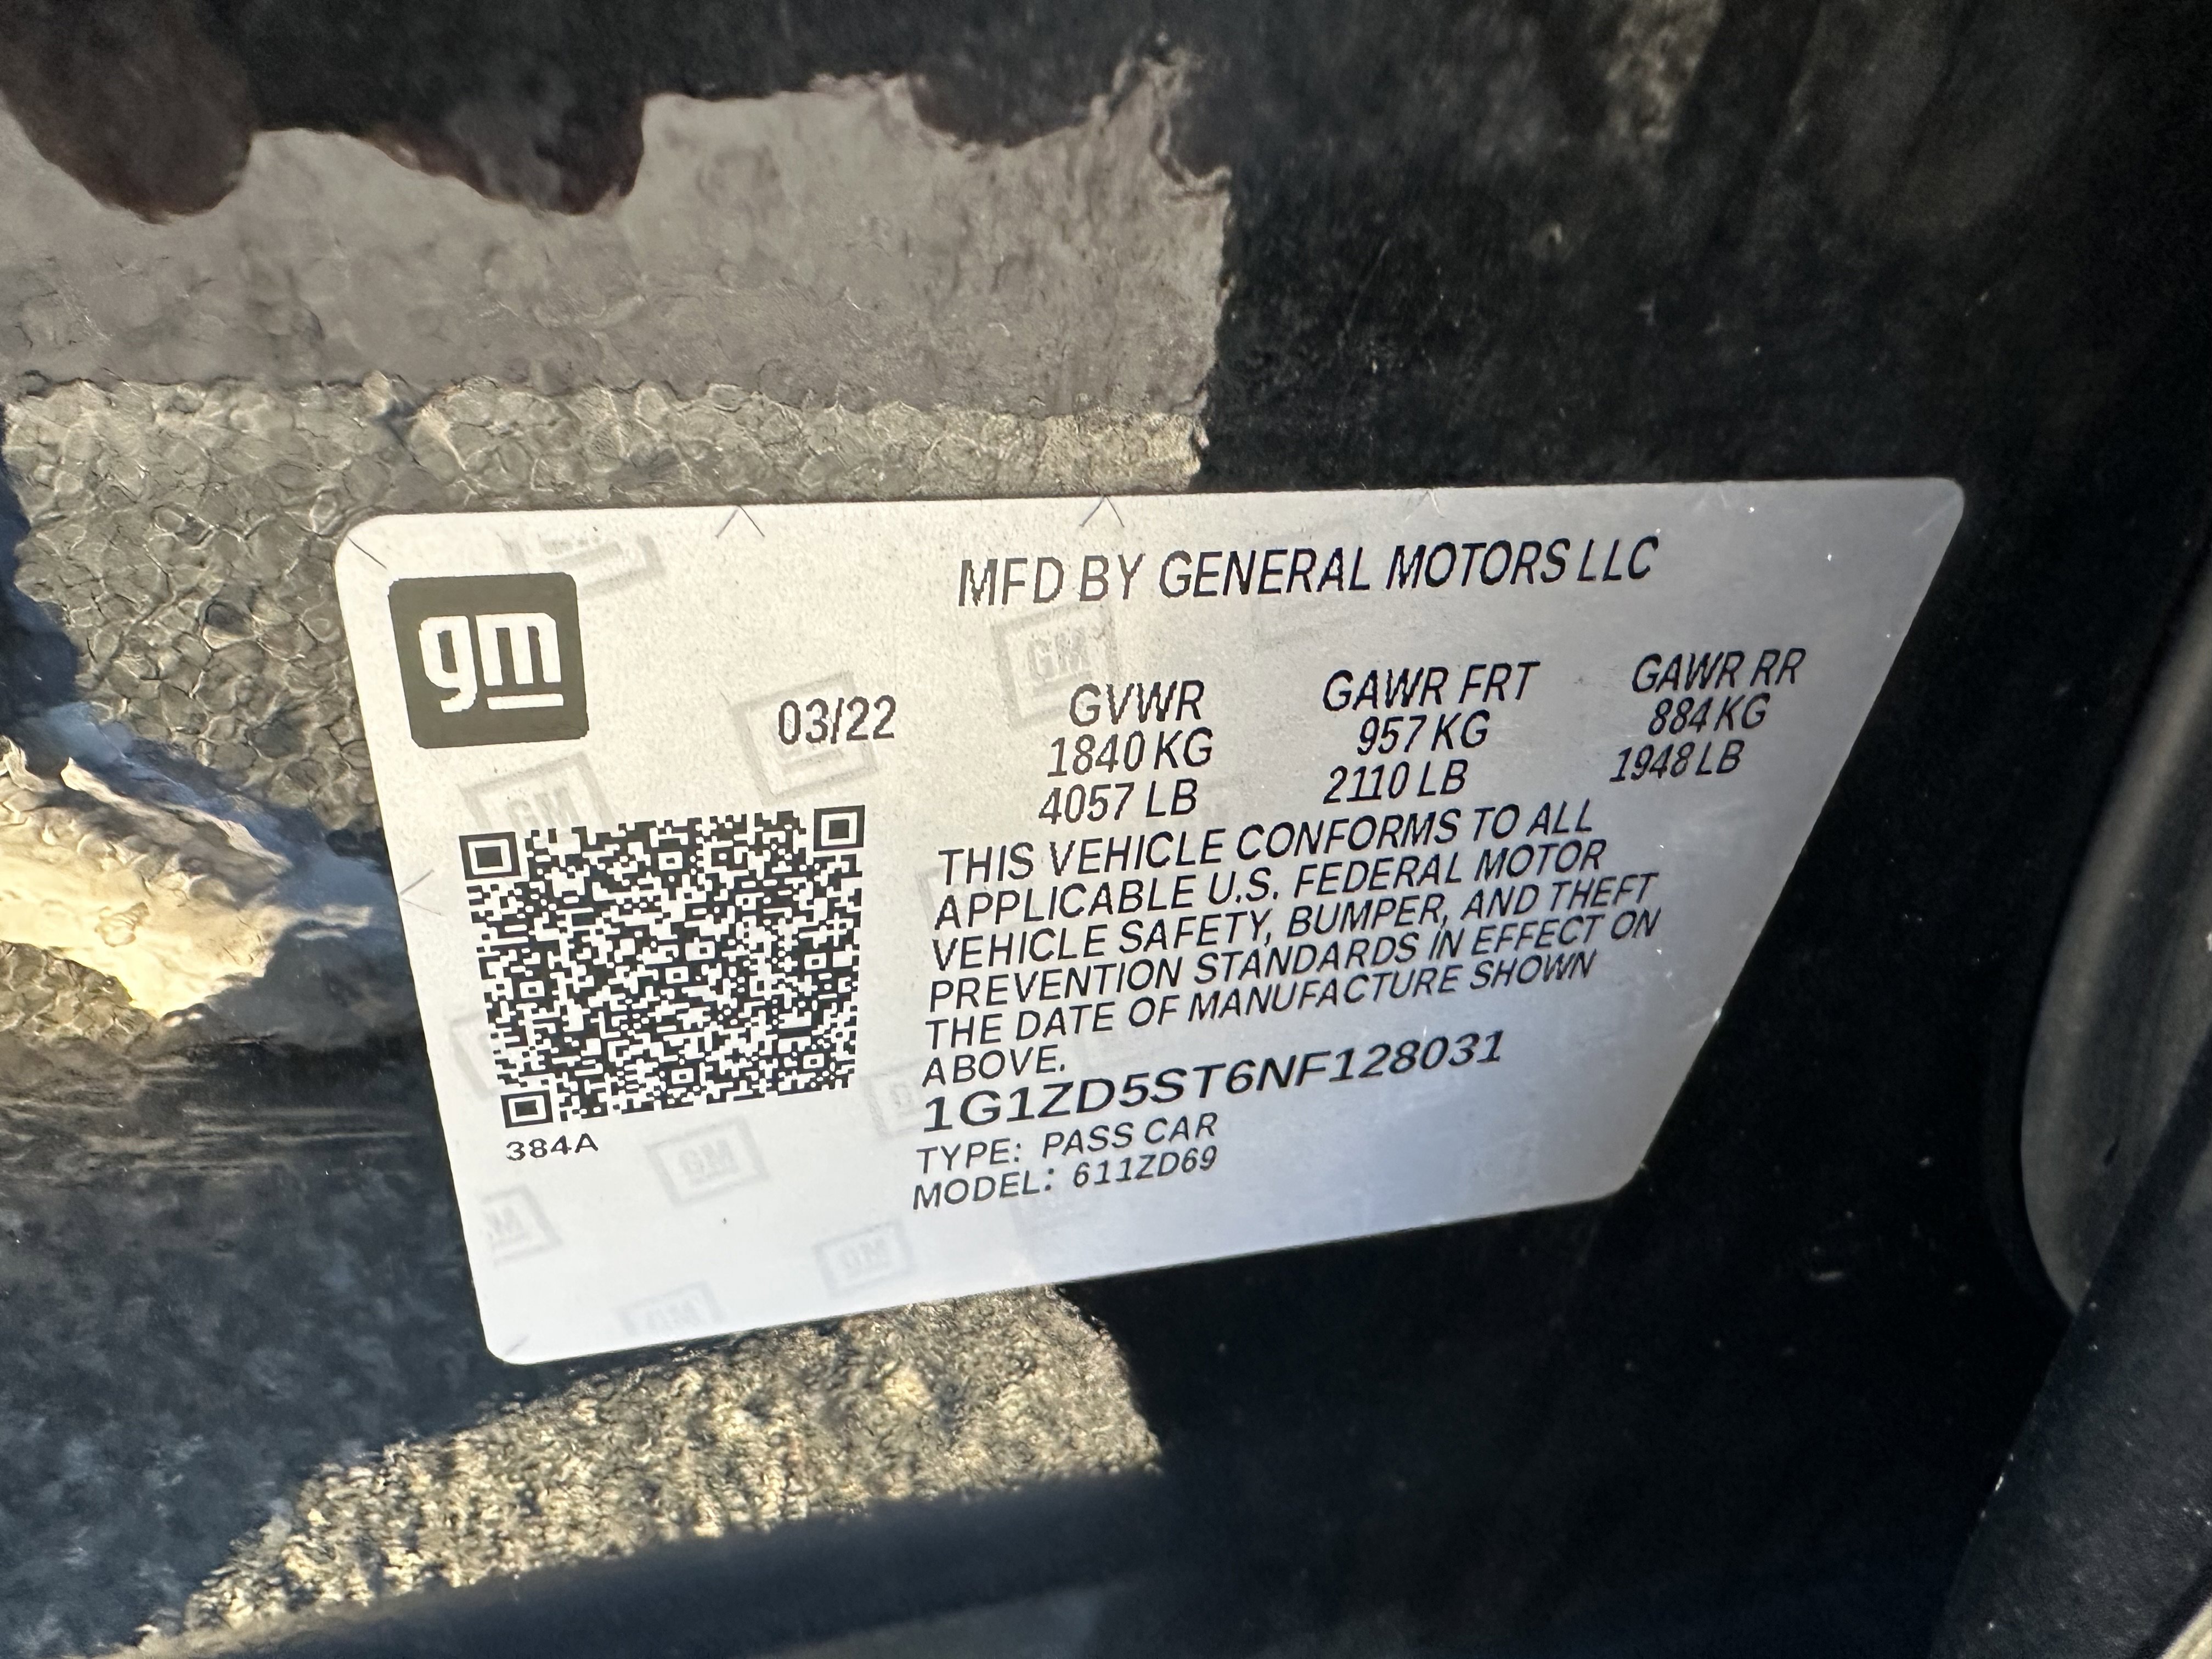 gm
MFD BY GENERAL MOTORS LLC
03/22
GVWR GAWR FRT GAWR RR
1840 KG 957 KG 884 KG
4057 LB 2110 LB 1948 LB
THIS VEHICLE CONFORMS TO ALL
APPLICABLE U.S. FEDERAL MOTOR
VEHICLE SAFETY, BUMPER, AND THEFT
PREVENTION STANDARDS IN EFFECT ON
THE DATE OF MANUFACTURE SHOWN
ABOVE.
1G1ZD5ST6NF128031
TYPE: PASS CAR
MODEL: 611ZD69
384A